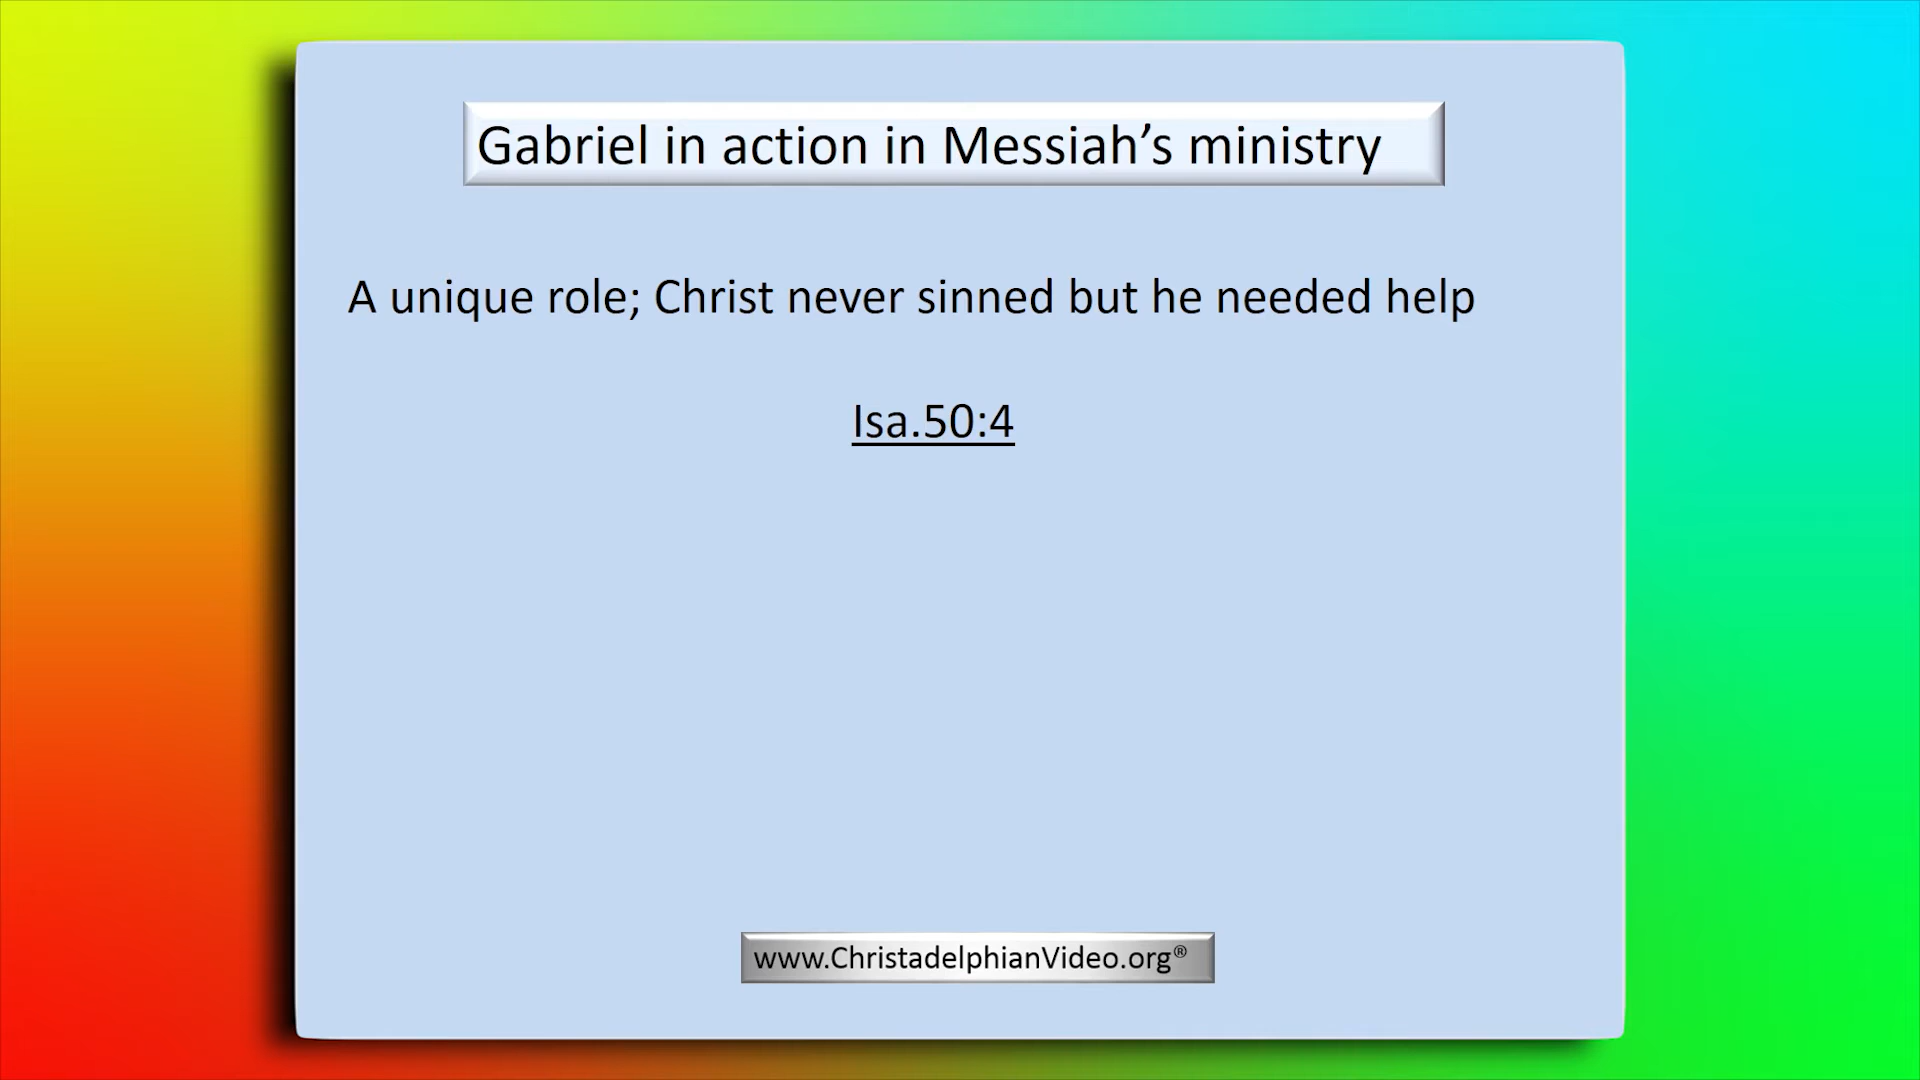 Gabriel in action in Messiah’s ministry
A unique role; Christ never sinned but he needed help
Isa.50:4
www.ChristadelphianVideo.org®